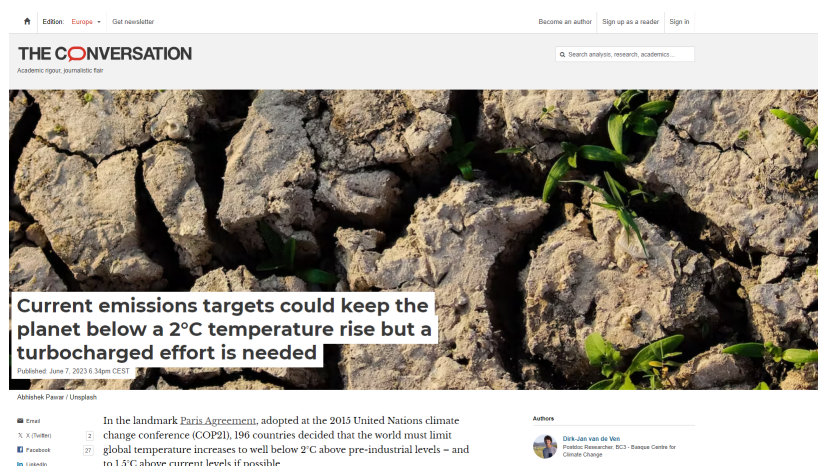 Edition: Europe Get newsletter Become an author Sign up as a reader Sign in
THE CONVERSATION
Academic rigour, journalistic flair
Search analysis, research, academics…
Current emissions targets could keep the
planet below a 2°C temperature rise but a
turbocharged effort is needed
Published: June 7, 2023 6.34pm CEST
Abhishek Pawar / Unsplash
Email
X (Twitter) 2
Facebook 27
LinkedIn
In the landmark Paris Agreement, adopted at the 2015 United Nations climate
change conference (COP21), 196 countries decided that the world must limit
global temperature increases to well below 2°C above pre-industrial levels – and
to 1.5°C above current levels if possible.
Authors
Dirk-Jan van de Ven
Postdoc Researcher, BC3 - Basque Centre for
Climate Change